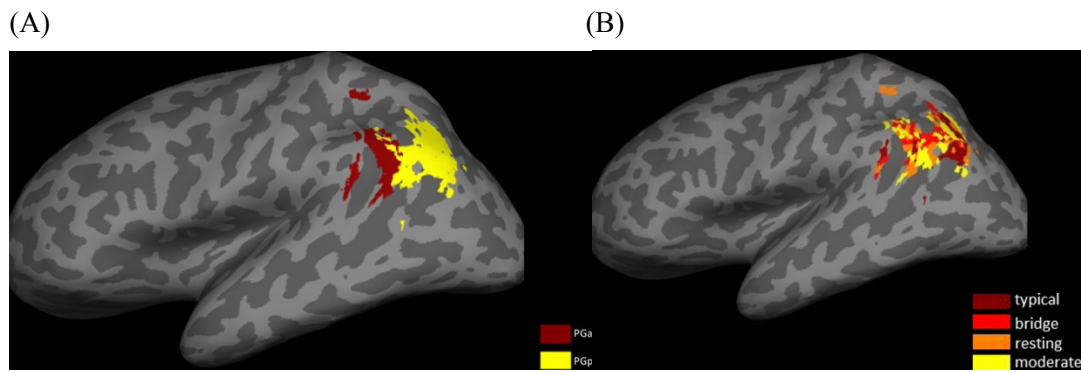 (A)
(B)
PGa
PGp
typical
bridge
resting
moderate